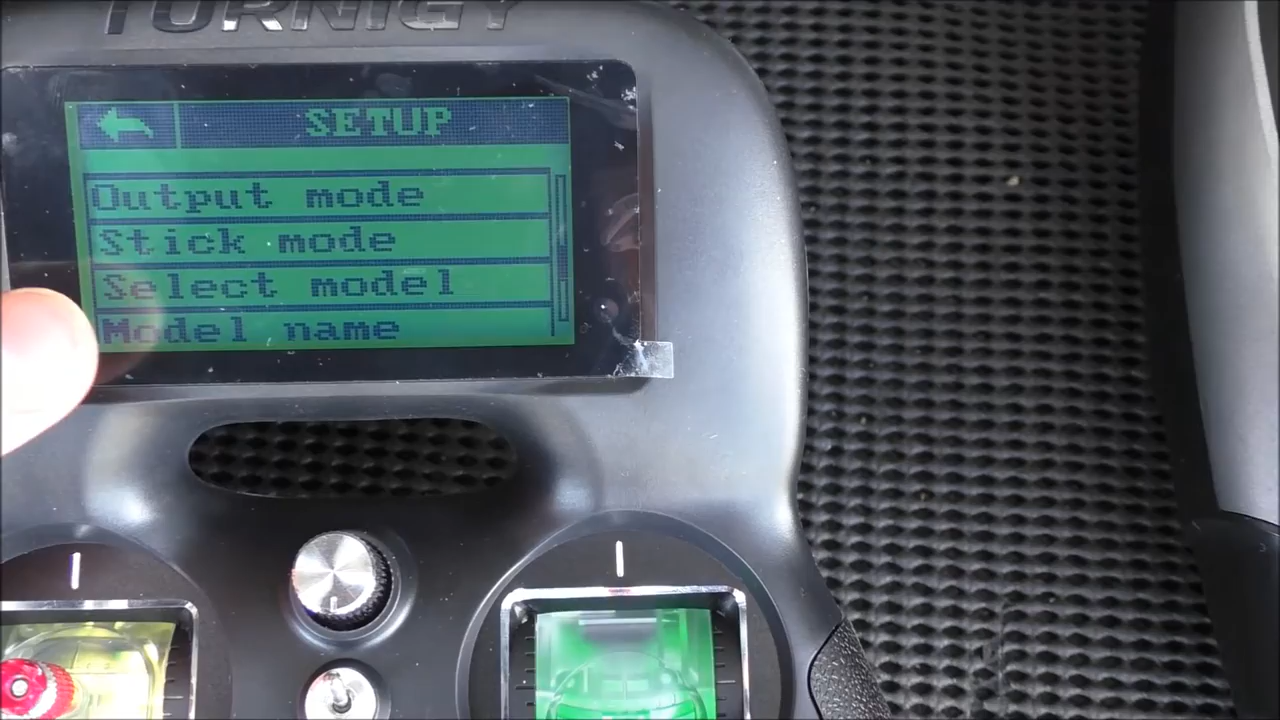 TURNIGY
SETUP
Output mode
Stick mode
Select model
Model name